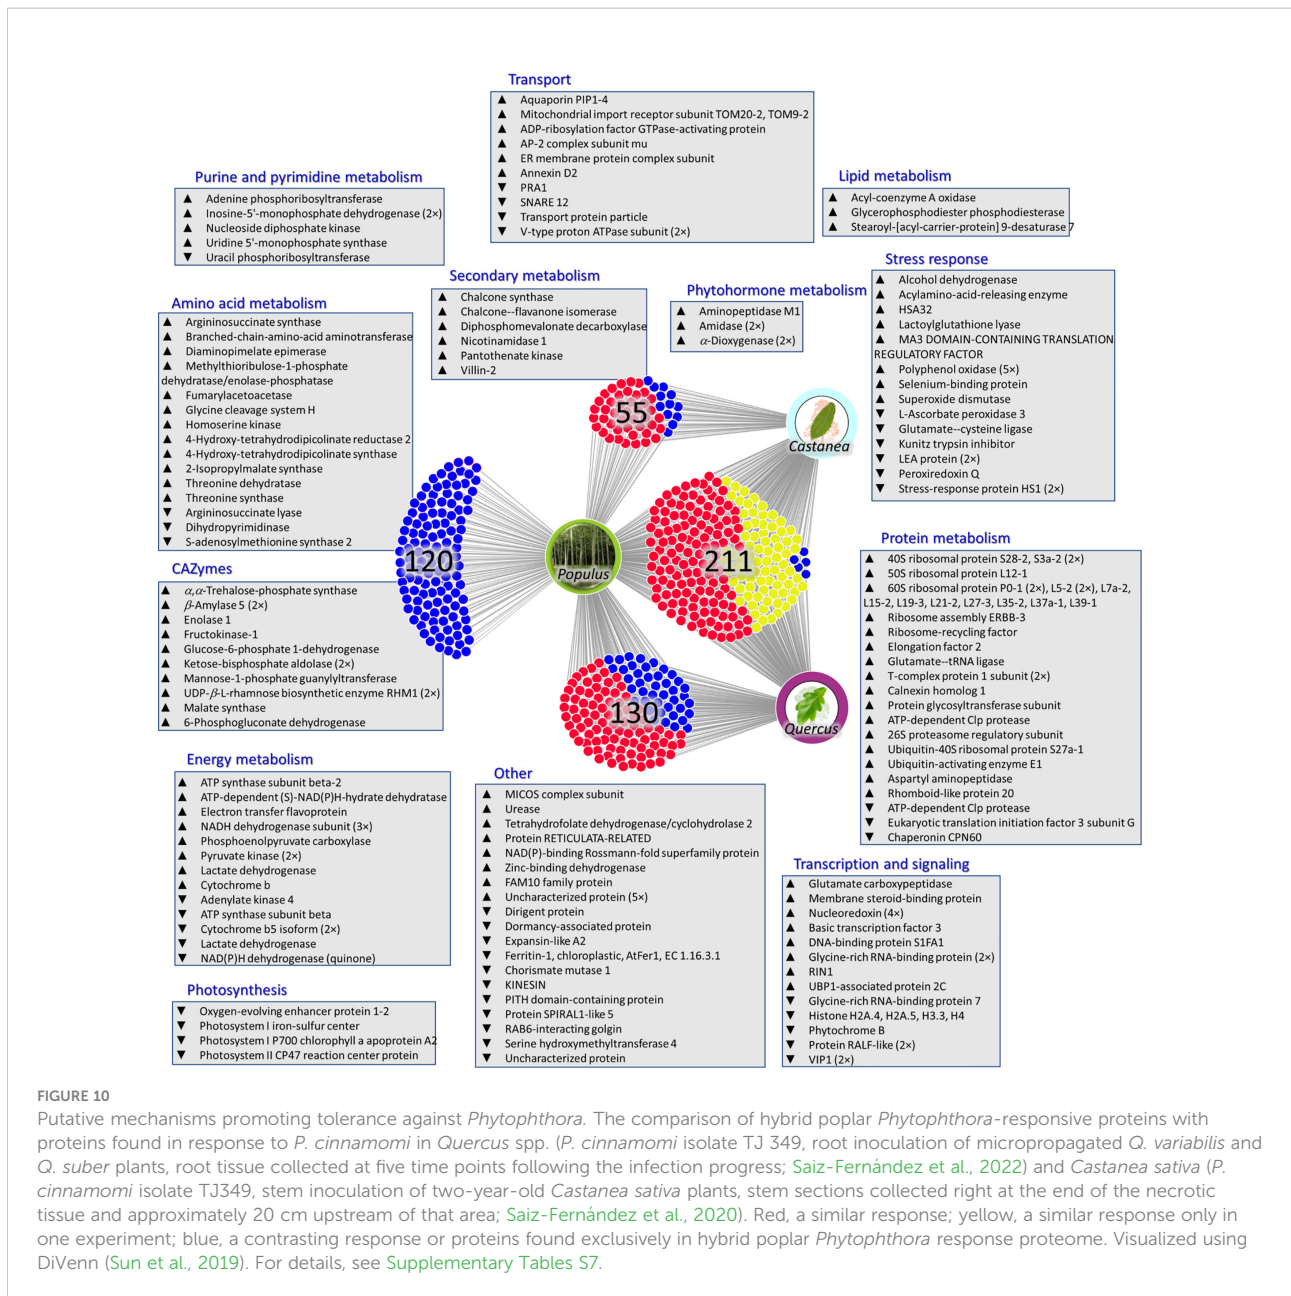 Transport
▲ Aquaporin PIP1-4
▲ Mitochondrial import receptor subunit TOM20-2, TOM9-2
▲ ADP-ribosylation factor GTPase-activating protein
▲ AP-2 complex subunit mu
▲ ER membrane protein complex subunit
▲ Annexin D2
▼ PRA1
▼ SNARE 12
▼ Transport protein particle
▼ V-type proton ATPase subunit (2×)
Purine and pyrimidine metabolism
▲ Adenine phosphoribosyltransferase
▲ Inosine-5'-monophosphate dehydrogenase (2×)
▲ Nucleoside diphosphate kinase
▲ Uridine 5'-monophosphate synthase
▼ Uracil phosphoribosyltransferase
Lipid metabolism
▲ Acyl-coenzyme A oxidase
▲ Glycerophosphodiester phosphodiesterase
▲ Stearoyl-[acyl-carrier-protein] 9-desaturase 7
Secondary metabolism
▲ Chalcone synthase
▲ Chalcone--flavanone isomerase
▲ Diphosphomevalonate decarboxylase
▲ Nicotinamidase 1
▲ Pantothenate kinase
▲ Villin-2
Phytohormone metabolism
▲ Aminopeptidase M1
▲ Amidase (2×)
▲ α-Dioxygenase (2×)
Stress response
▲ Alcohol dehydrogenase
▲ Acylamino-acid-releasing enzyme
▲ HSA32
▲ Lactoylglutathione lyase
▲ MA3 DOMAIN-CONTAINING TRANSLATION
REGULATORY FACTOR
▲ Polyphenol oxidase (5×)
▲ Selenium-binding protein
▲ Superoxide dismutase
▼ L-Ascorbate peroxidase 3
▼ Glutamate--cysteine ligase
▼ Kunitz trypsin inhibitor
▼ LEA protein (2×)
▼ Peroxiredoxin Q
▼ Stress-response protein HS1 (2×)
Amino acid metabolism
▲ Argininosuccinate synthase
▲ Branched-chain-amino-acid aminotransferase
▲ Diaminopimelate epimerase
▲ Methylthioribulose-1-phosphate
dehydratase/enolase-phosphatase
▲ Fumarylacetoacetase
▲ Glycine cleavage system H
▲ Homoserine kinase
▲ 4-Hydroxy-tetrahydrodipicolinate reductase 2
▲ 4-Hydroxy-tetrahydrodipicolinate synthase
▲ 2-Isopropylmalate synthase
▲ Threonine dehydratase
▲ Threonine synthase
▼ Argininosuccinate lyase
▼ Dihydropyrimidinase
▼ S-adenosylmethionine synthase 2
55
Castanea
120
Populus
211
130
Quercus
CAZymes
▲ α,α-Trehalose-phosphate synthase
▲ β-Amylase 5 (2×)
▲ Enolase 1
▲ Fructokinase-1
▲ Glucose-6-phosphate 1-dehydrogenase
▲ Ketose-bisphosphate aldolase (2×)
▲ Mannose-1-phosphate guanylyltransferase
▲ UDP-β-L-rhamnose biosynthetic enzyme RHM1 (2×)
▲ Malate synthase
▲ 6-Phosphogluconate dehydrogenase
Protein metabolism
▲ 40S ribosomal protein S28-2, S3a-2 (2×)
▲ 50S ribosomal protein L12-1
▲ 60S ribosomal protein P0-1 (2×), L5-2 (2×), L7a-2,
L15-2, L19-3, L21-2, L27-3, L35-2, L37a-1, L39-1
▲ Ribosome assembly ERBB-3
▲ Ribosome-recycling factor
▲ Elongation factor 2
▲ Glutamate--tRNA ligase
▲ T-complex protein 1 subunit (2×)
▲ Calnexin homolog 1
▲ Protein glycosyltransferase subunit
▲ ATP-dependent Clp protease
▲ 26S proteasome regulatory subunit
▲ Ubiquitin-40S ribosomal protein S27a-1
▲ Ubiquitin-activating enzyme E1
▲ Aspartyl aminopeptidase
▲ Rhomboid-like protein 20
▼ ATP-dependent Clp protease
▼ Eukaryotic translation initiation factor 3 subunit G
▼ Chaperonin CPN60
Energy metabolism
▲ ATP synthase subunit beta-2
▲ ATP-dependent (S)-NAD(P)H-hydrate dehydratase
▲ Electron transfer flavoprotein
▲ NADH dehydrogenase subunit (3×)
▲ Phosphoenolpyruvate carboxylase
▲ Pyruvate kinase (2×)
▲ Lactate dehydrogenase
▲ Cytochrome b
▼ Adenylate kinase 4
▼ ATP synthase subunit beta
▼ Cytochrome b5 isoform (2×)
▼ Lactate dehydrogenase
▼ NAD(P)H dehydrogenase (quinone)
Other
▲ MICOS complex subunit
▲ Urease
▲ Tetrahydrofolate dehydrogenase/cyclohydrolase 2
▲ Protein RETICULATA-RELATED
▲ NAD(P)-binding Rossmann-fold superfamily protein
▲ Zinc-binding dehydrogenase
▲ FAM10 family protein
▲ Uncharacterized protein (5×)
▼ Dirigent protein
▼ Dormancy-associated protein
▼ Expansin-like A2
▼ Ferritin-1, chloroplastic, AtFer1, EC 1.16.3.1
▼ Chorismate mutase 1
▼ KINESIN
▼ PITH domain-containing protein
▼ Protein SPIRAL1-like 5
▼ RAB6-interacting golgin
▼ Serine hydroxymethyltransferase 4
▼ Uncharacterized protein
Transcription and signaling
▲ Glutamate carboxypeptidase
▲ Membrane steroid-binding protein
▲ Nucleoredoxin (4×)
▲ Basic transcription factor 3
▲ DNA-binding protein S1FA1
▲ Glycine-rich RNA-binding protein (2×)
▲ RIN1
▲ UBP1-associated protein 2C
▼ Glycine-rich RNA-binding protein 7
▼ Histone H2A.4, H2A.5, H3.3, H4
▼ Phytochrome B
▼ Protein RALF-like (2×)
▼ VIP1 (2×)
Photosynthesis
▼ Oxygen-evolving enhancer protein 1-2
▼ Photosystem I iron-sulfur center
▼ Photosystem I P700 chlorophyll a apoprotein A2
▼ Photosystem II CP47 reaction center protein
FIGURE 10
Putative mechanisms promoting tolerance against Phytophthora. The comparison of hybrid poplar Phytophthora-responsive proteins with
proteins found in response to P. cinnamomi in Quercus spp. (P. cinnamomi isolate TJ 349, root inoculation of micropropagated Q. variabilis and
Q. suber plants, root tissue collected at five time points following the infection progress; Saiz-Fernández et al., 2022) and Castanea sativa (P.
cinnamomi isolate TJ349, stem inoculation of two-year-old Castanea sativa plants, stem sections collected right at the end of the necrotic
tissue and approximately 20 cm upstream of that area; Saiz-Fernández et al., 2020). Red, a similar response; yellow, a similar response only in
one experiment; blue, a contrasting response or proteins found exclusively in hybrid poplar Phytophthora response proteome. Visualized using
DiVenn (Sun et al., 2019). For details, see Supplementary Tables S7.